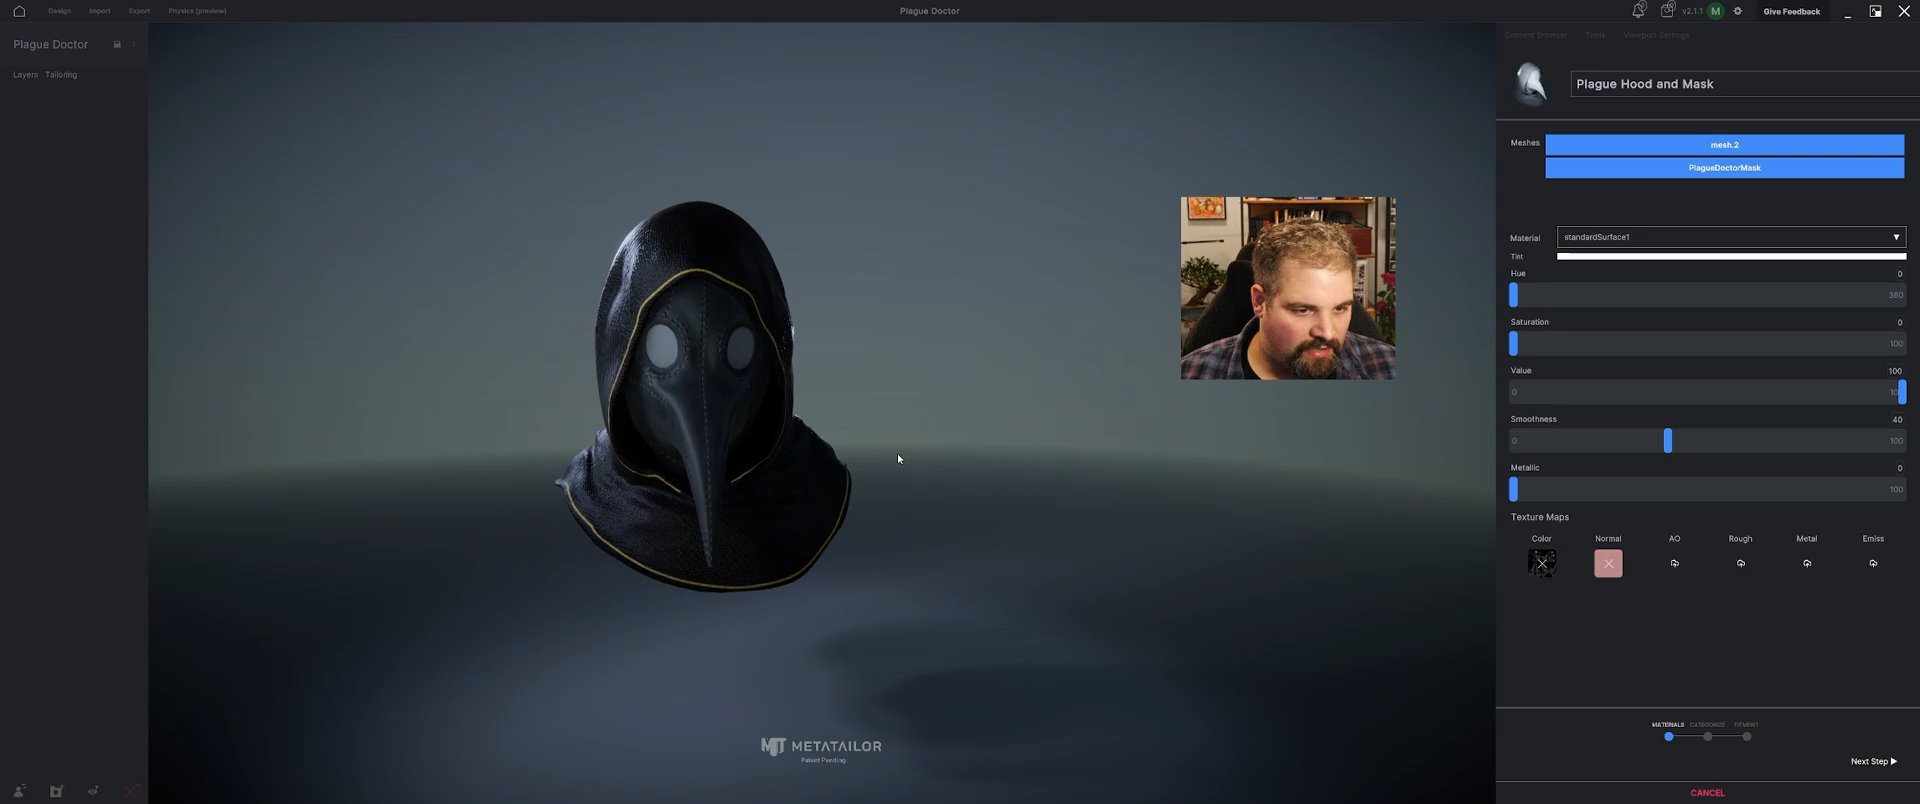 Design Import Export Physics (preview) Plague Doctor v2.1.1 M Give Feedback
Plague Doctor
Layers Tailoring
Content Browser Tools Viewport Settings
Plague Hood and Mask
Meshes mesh.2
PlagueDoctorMask
Material standardSurface1
Tint
Hue 0
360
Saturation 0
100
Value 100
0
Smoothness 40
0 100
Metallic 0
100
Texture Maps
Color Normal AO Rough Metal Emiss
MATERIALS CATEGORIZE FITMENT
Next Step
CANCEL
MT METATAILOR
Patent Pending